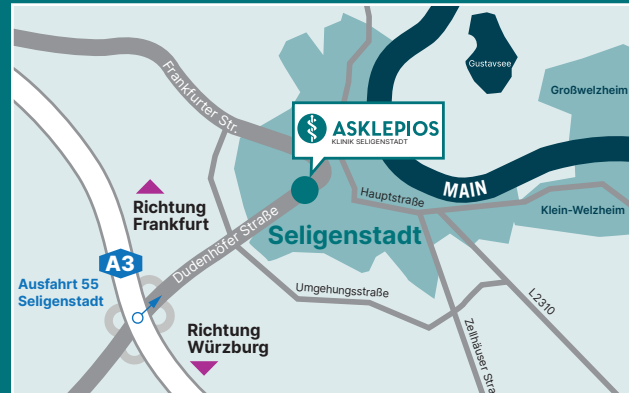 Gustavsee
Großwelzheim
Frankfurter Str.
ASKLEPIOS
KLINIK SELIGENSTADT
MAIN
Hauptstraße
Klein-Welzheim
Richtung
Frankfurt
Dudenhöfer Straße
Seligenstadt
A3
Ausfahrt 55
Seligenstadt
Umgehungsstraße
L2310
Richtung
Würzburg
Zellhäuser Stra